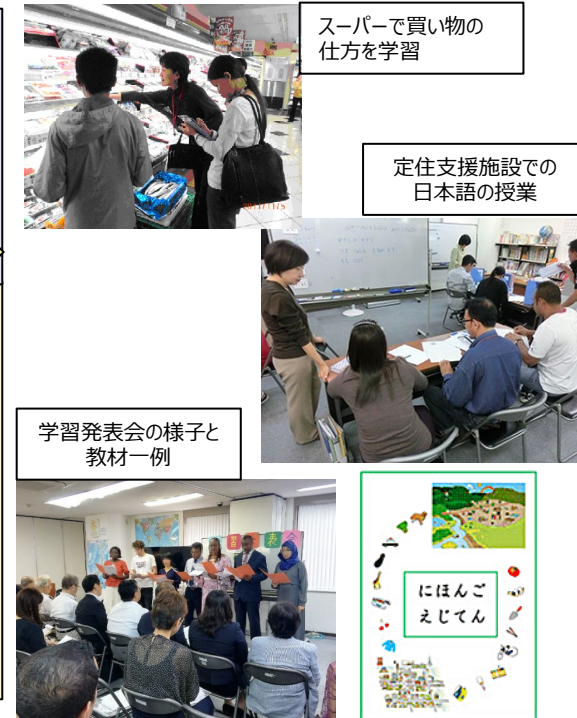 スーパーで買い物の
仕方を学習
定住支援施設での
日本語の授業
学習発表会の様子と
教材一例
表
会
にほんご
えじてん